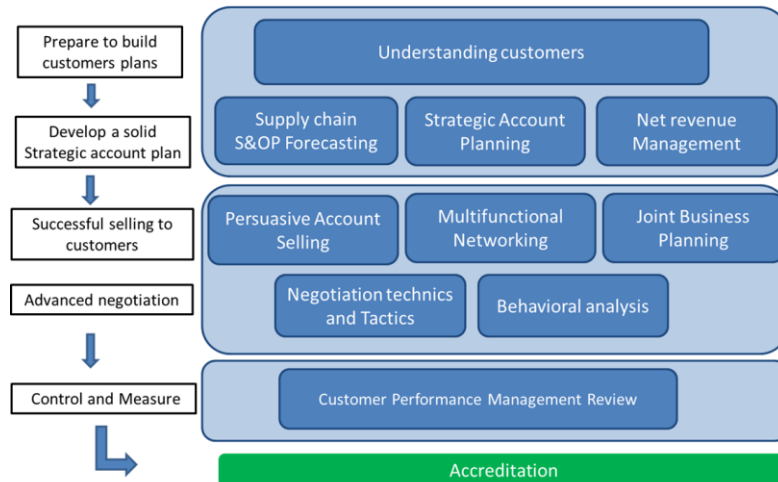 Prepare to build
customers plans
Understanding customers
Develop a solid
Strategic account plan
Supply chain
S&OP Forecasting
Strategic Account
Planning
Net revenue
Management
Successful selling to
customers
Persuasive Account
Selling
Multifunctional
Networking
Joint Business
Planning
Advanced negotiation
Negotiation technics
and Tactics
Behavioral analysis
Control and Measure
Customer Performance Management Review
Accreditation